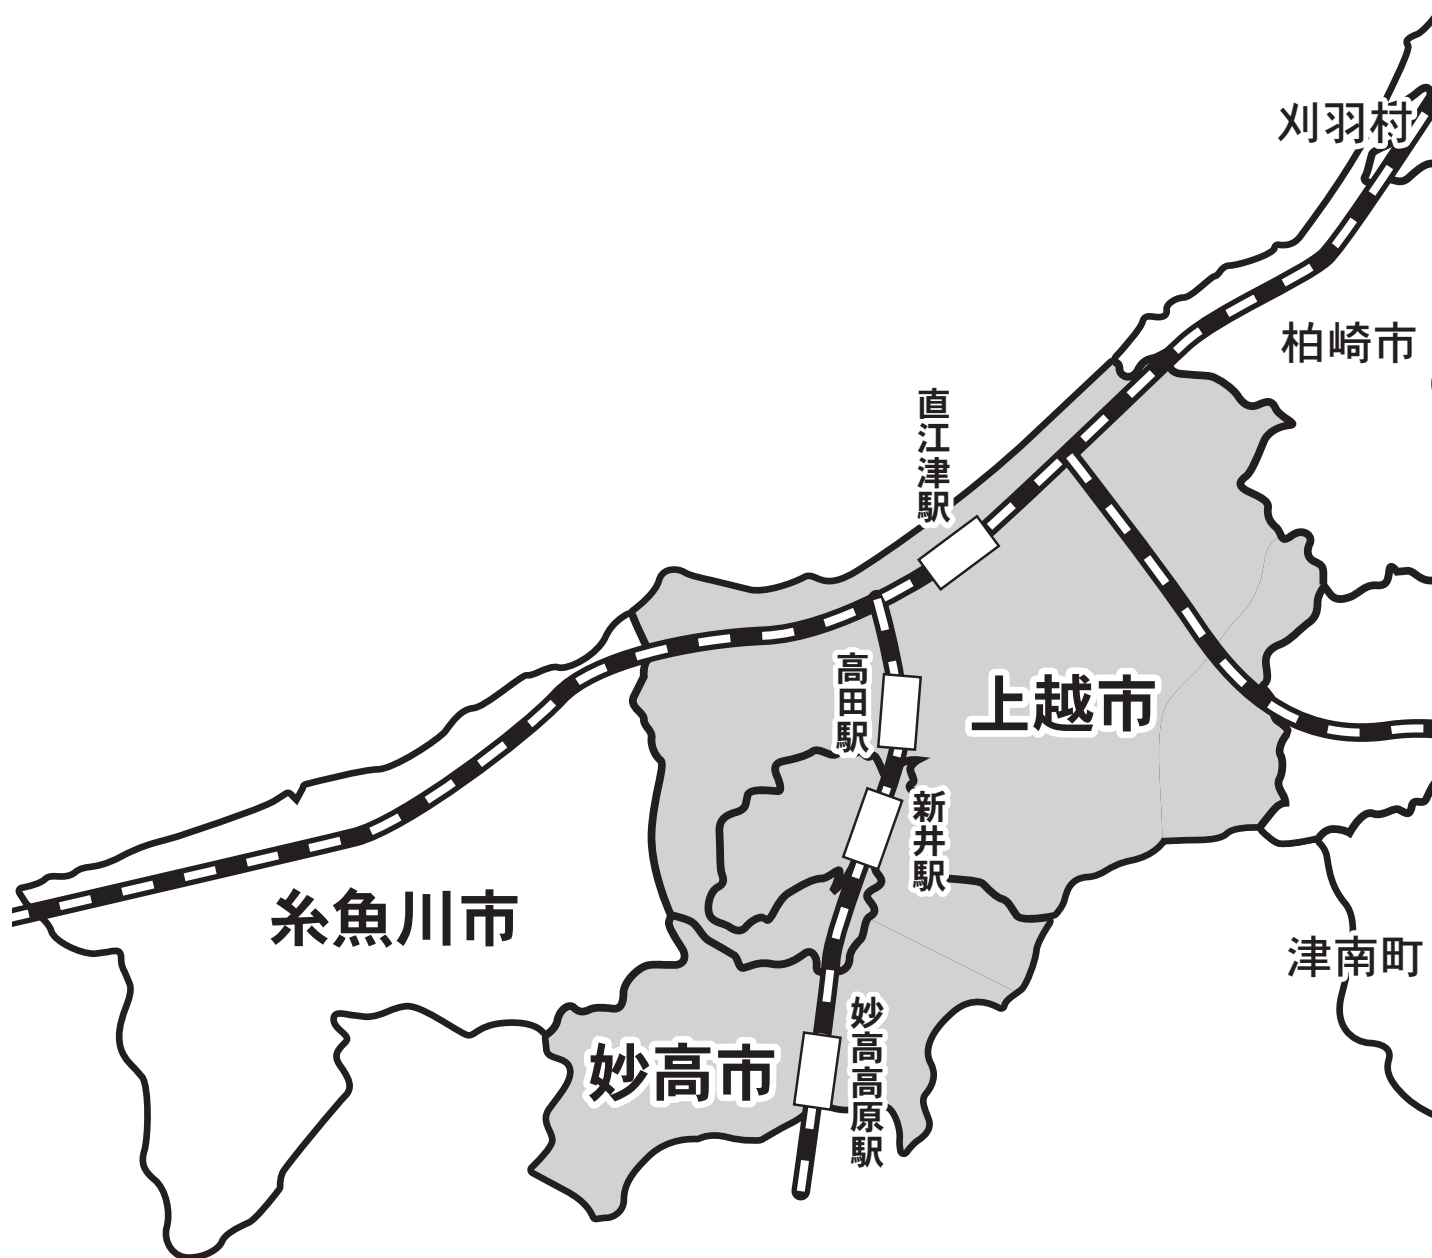 刈羽村
柏崎市
直江津駅
高田駅
上越市
新井駅
糸魚川市
津南町
妙高高原駅
妙高市